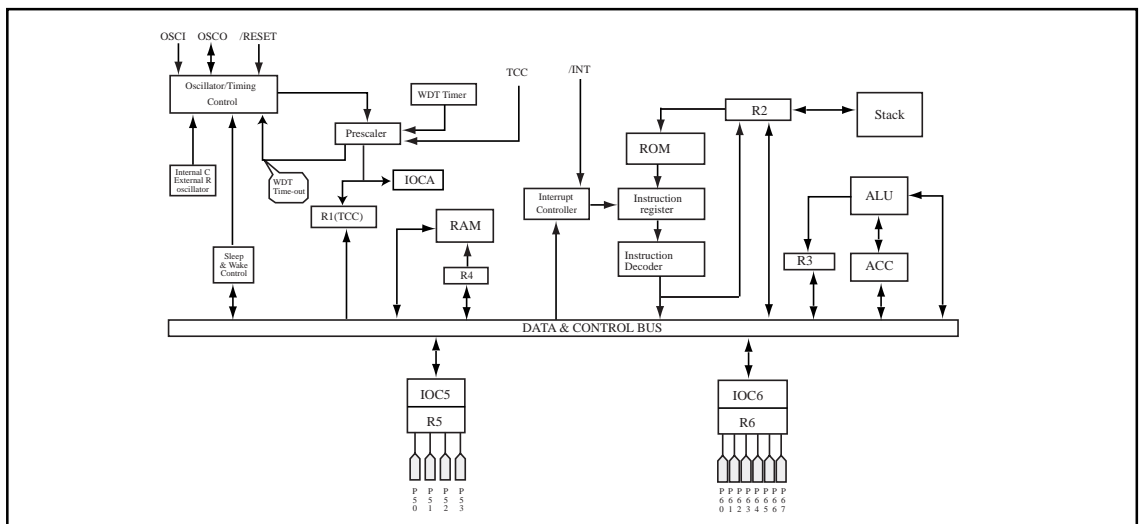 OSCI OSCO /RESET
TCC
/INT
Oscillator/Timing
Control
WDT Timer
R2
Stack
Prescaler
ROM
Internal C
External R
oscillator
WDT
Time-out
IOCA
R1(TCC)
Interrupt
Controller
Instruction
register
ALU
RAM
Sleep
& Wake
Control
R4
Instruction
Decoder
R3
ACC
DATA & CONTROL BUS
IOC5
R5
IOC6
R6
P50
P51
P52
P53
P60
P61
P62
P63
P64
P65
P66
P67